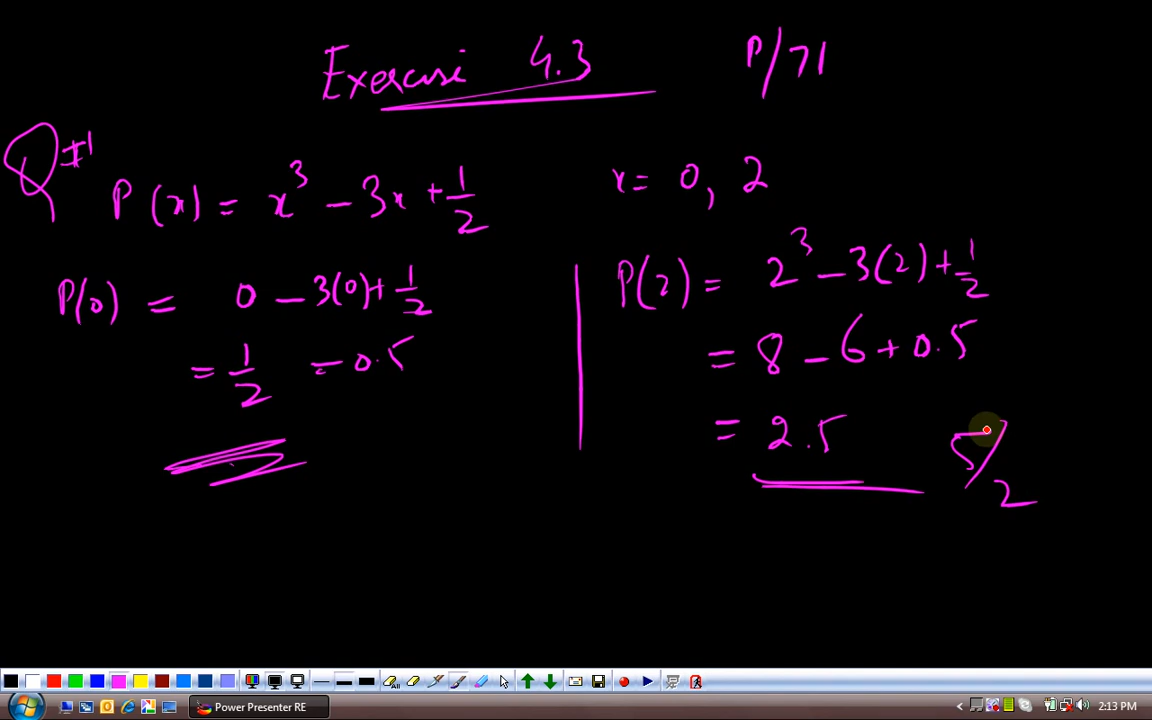 Exercise 4.3 P/71
Q#1
P(x) = x³ - 3x + 1/2
x = 0, 2
P(0) = 0 - 3(0) + 1/2
= 1/2 = 0.5
P(2) = 2³ - 3(2) + 1/2
= 8 - 6 + 0.5
= 2.5 5/2
All
Power Presenter RE
2:13 PM